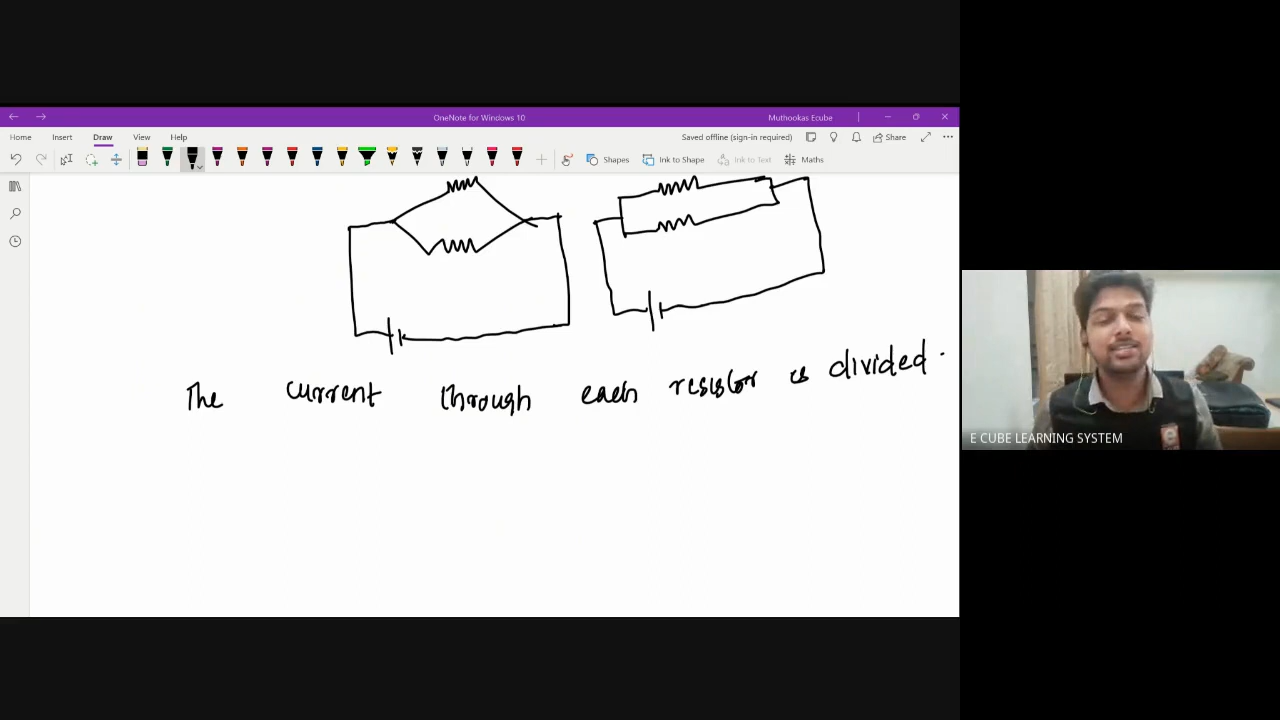 OneNote for Windows 10
Muthookas Ecube
Home Insert Draw View Help
Saved offline (sign-in required)
Share
Shapes
Ink to Shape
Ink to Text
Maths
The current through each resistor is divided.
E CUBE LEARNING SYSTEM
e